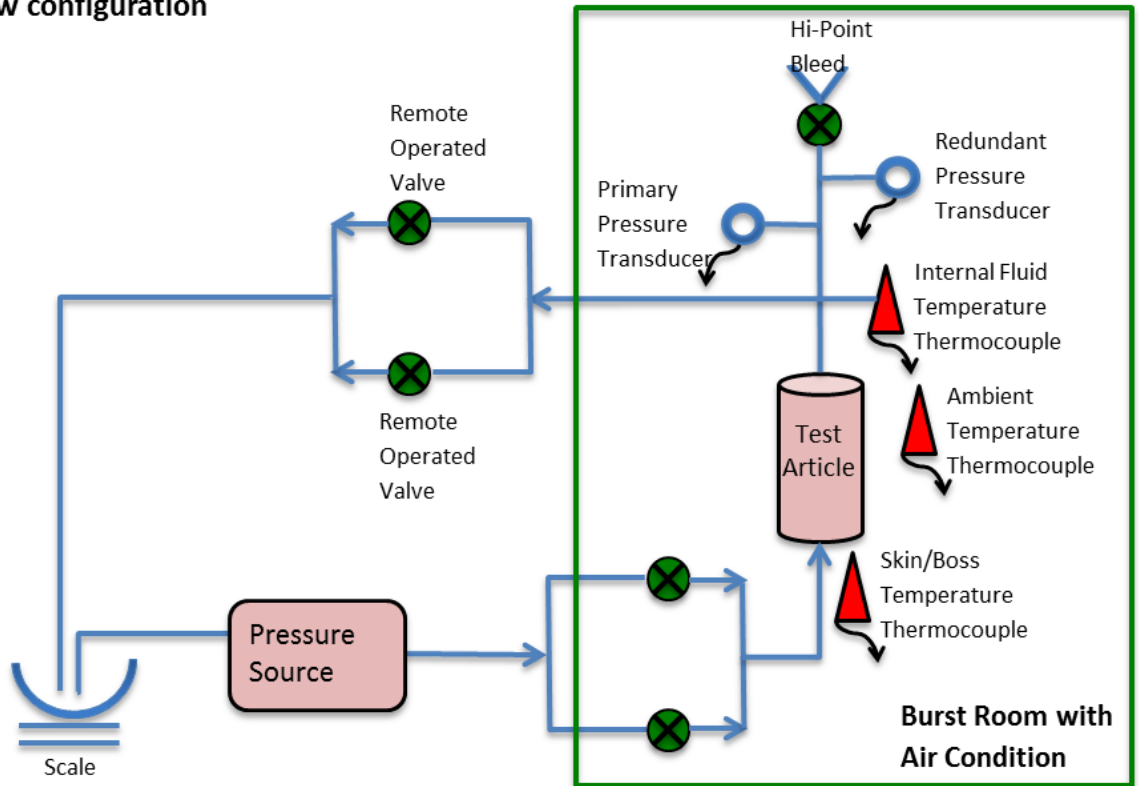 configuration
Hi-Point
Bleed
Remote
Operated
Valve
Redundant
Pressure
Transducer
Primary
Pressure
Transducer
Internal Fluid
Temperature
Thermocouple
Ambient
Temperature
Thermocouple
Test
Article
Remote
Operated
Valve
Skin/Boss
Temperature
Thermocouple
Pressure
Source
Burst Room with
Air Condition
Scale